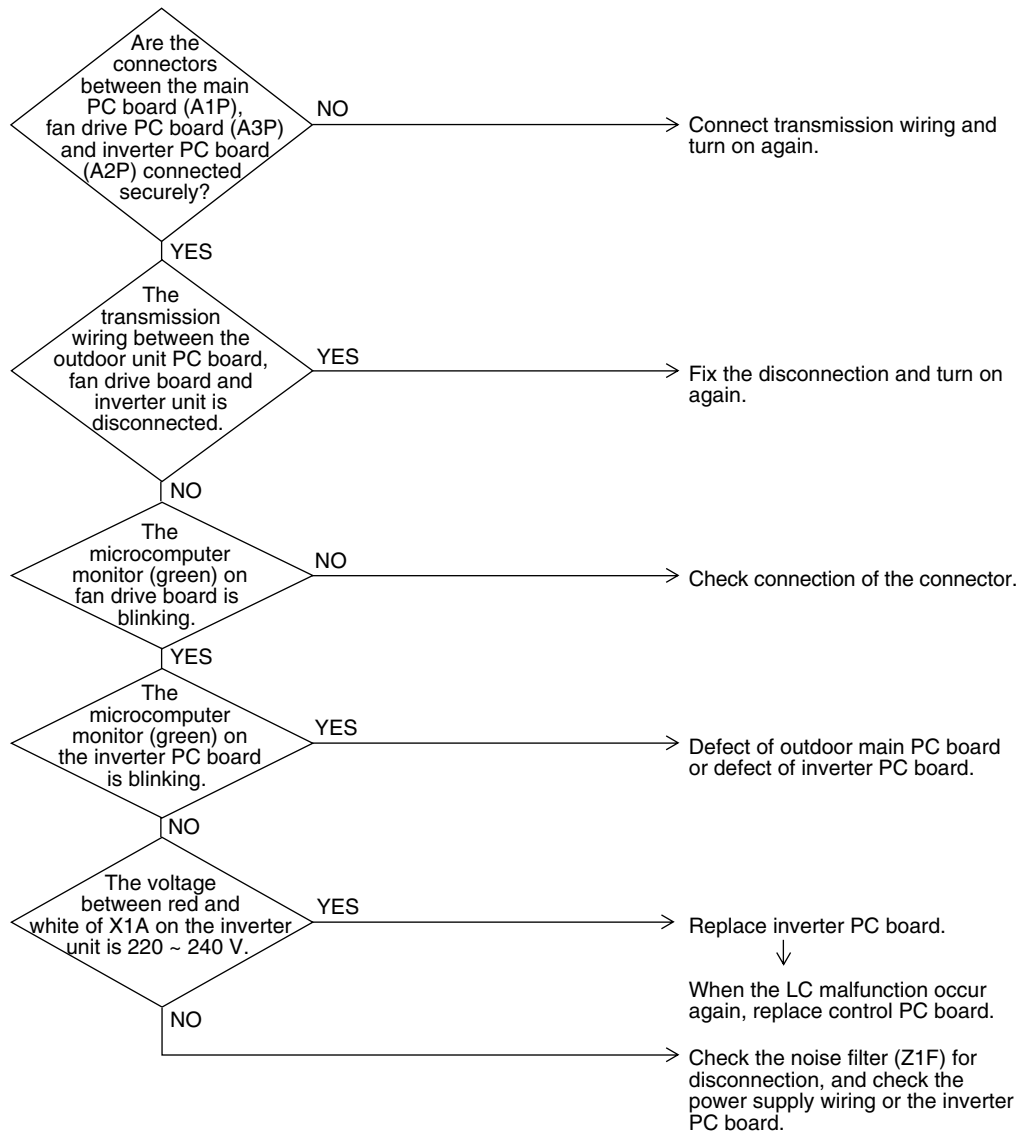 Are the
connectors
between the main
PC board (A1P),
fan drive PC board (A3P)
and inverter PC board
(A2P) connected
securely?
NO
Connect transmission wiring and
turn on again.
YES
The
transmission
wiring between the
outdoor unit PC board,
fan drive board and
inverter unit is
disconnected.
YES
Fix the disconnection and turn on
again.
NO
The
microcomputer
monitor (green) on
fan drive board is
blinking.
NO
Check connection of the connector.
YES
The
microcomputer
monitor (green) on
the inverter PC board
is blinking.
YES
Defect of outdoor main PC board
or defect of inverter PC board.
NO
The voltage
between red and
white of X1A on the inverter
unit is 220 ~ 240 V.
YES
Replace inverter PC board.
When the LC malfunction occur
again, replace control PC board.
NO
Check the noise filter (Z1F) for
disconnection, and check the
power supply wiring or the inverter
PC board.